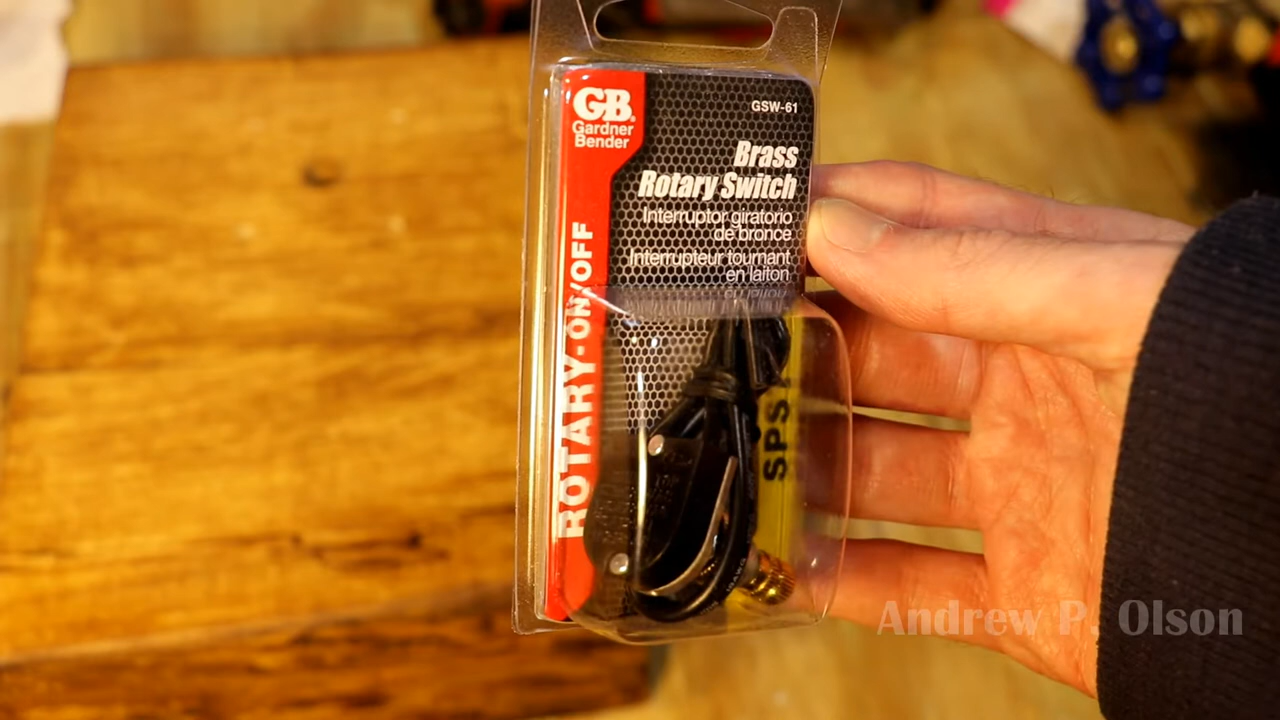 GB.
Gardner
Bender
GSW-61
Brass
Rotary Switch
Interruptor giratorio
de bronce
Interrupteur tournant
en laiton
ROTARY-ON/OFF
SPS
Andrew P. Olson